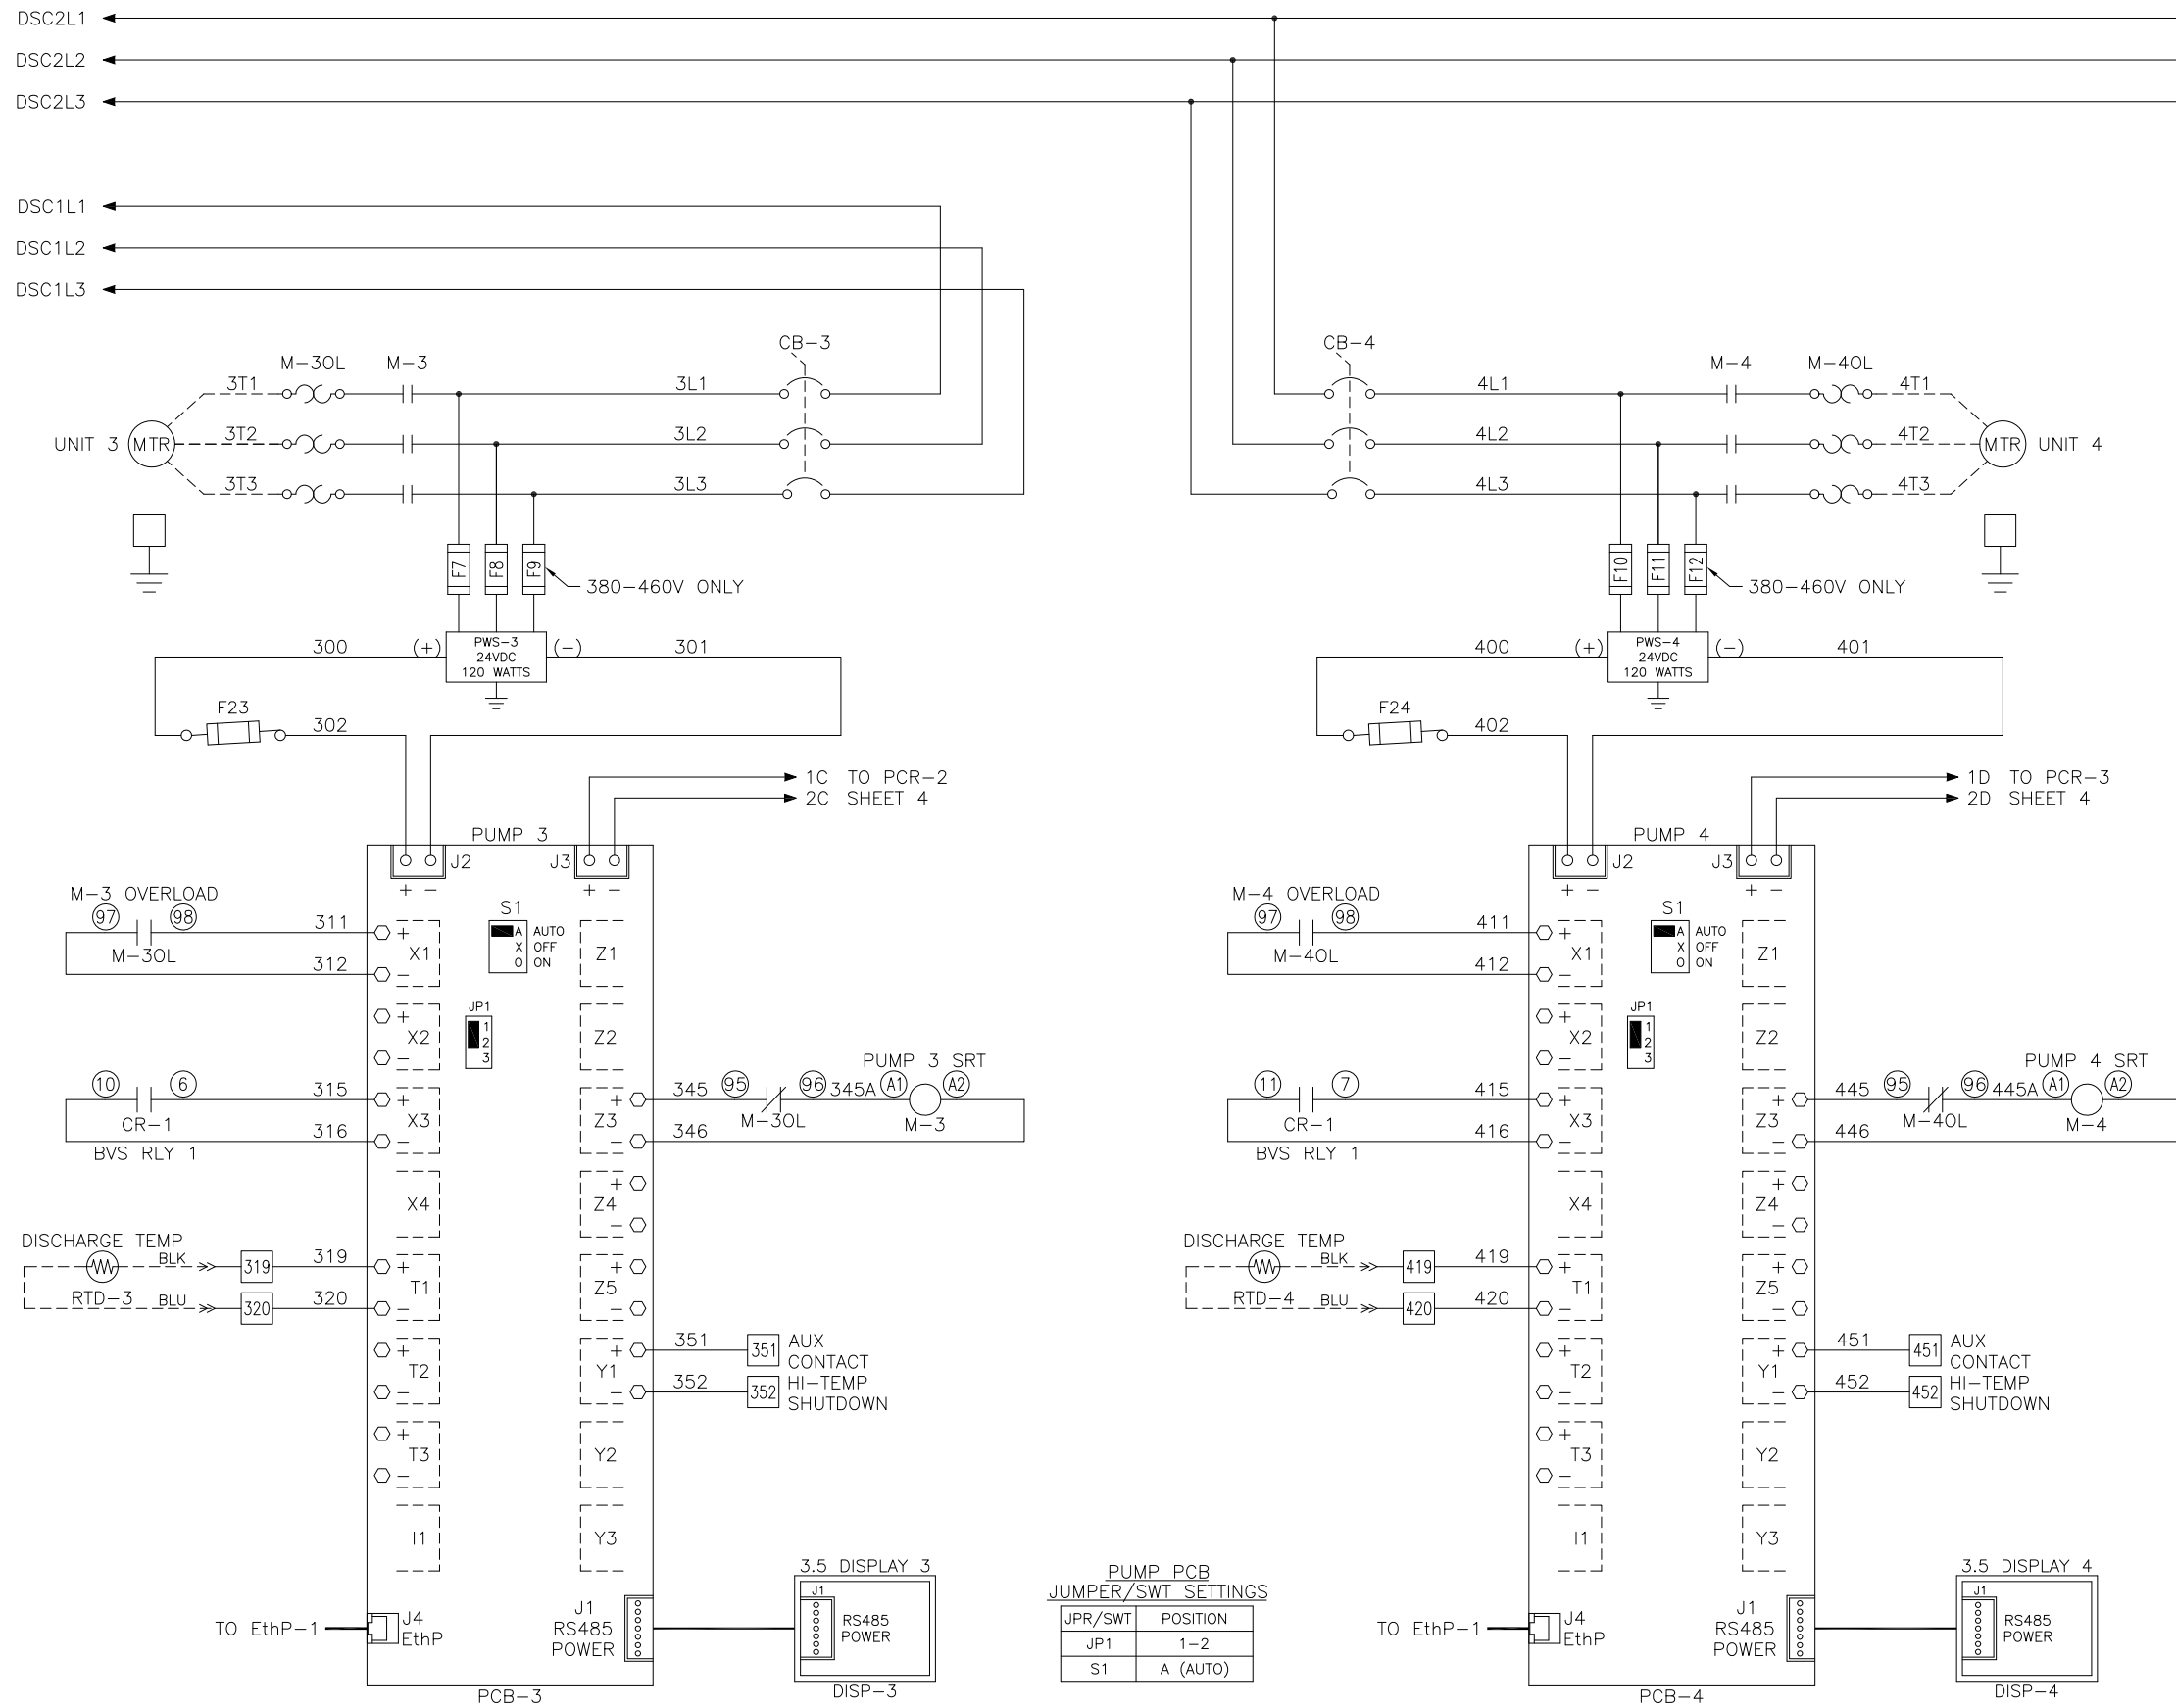 DSC2L1
DSC2L2
DSC2L3
DSC1L1
DSC1L2
DSC1L3
M-3OL M-3 CB-3
3T1 3L1
UNIT 3 MTR 3T2 3L2
3T3 3L3
F7 F8 F9
380-460V ONLY
300 (+) PWS-3 (-) 301
24VDC
120 WATTS
F23
302
1C TO PCR-2
2C SHEET 4
PUMP 3
J2 J3
+ - + -
M-3 OVERLOAD
97 98 311
M-3OL
312
+
X1
-
S1
A AUTO
X OFF
O ON
Z1
JP1
1
2
3
+
X2
-
Z2
10 6 315
CR-1
316
BVS RLY 1
+
X3
-
PUMP 3 SRT
345 95 96 345A A1 A2
M-3OL M-3
346
+
Z3
-
X4
+
Z4
-
DISCHARGE TEMP
BLK 319 319
RTD-3 BLU 320 320
+
T1
-
+
Z5
-
+
T2
-
+
Y1
-
351 351 AUX
CONTACT
352 352 HI-TEMP
SHUTDOWN
+
T3
-
Y2
I1
Y3
TO EthP-1
J4
EthP
J1
RS485
POWER
3.5 DISPLAY 3
J1
RS485
POWER
DISP-3
PCB-3
PUMP PCB
JUMPER/SWT SETTINGS
JPR/SWT POSITION
JP1 1-2
S1 A (AUTO)
CB-4 M-4 M-4OL
4L1 4T1
4L2 4T2 MTR UNIT 4
4L3 4T3
F10 F11 F12
380-460V ONLY
400 (+) PWS-4 (-) 401
24VDC
120 WATTS
F24
402
1D TO PCR-3
2D SHEET 4
PUMP 4
J2 J3
+ - + -
M-4 OVERLOAD
97 98 411
M-4OL
412
+
X1
-
S1
A AUTO
X OFF
O ON
Z1
JP1
1
2
3
+
X2
-
Z2
11 7 415
CR-1
416
BVS RLY 1
+
X3
-
PUMP 4 SRT
445 95 96 445A A1 A2
M-4OL M-4
446
+
Z3
-
X4
+
Z4
-
DISCHARGE TEMP
BLK 419 419
RTD-4 BLU 420 420
+
T1
-
+
Z5
-
+
T2
-
+
Y1
-
451 451 AUX
CONTACT
452 452 HI-TEMP
SHUTDOWN
+
T3
-
Y2
I1
Y3
TO EthP-1
J4
EthP
J1
RS485
POWER
3.5 DISPLAY 4
J1
RS485
POWER
DISP-4
PCB-4